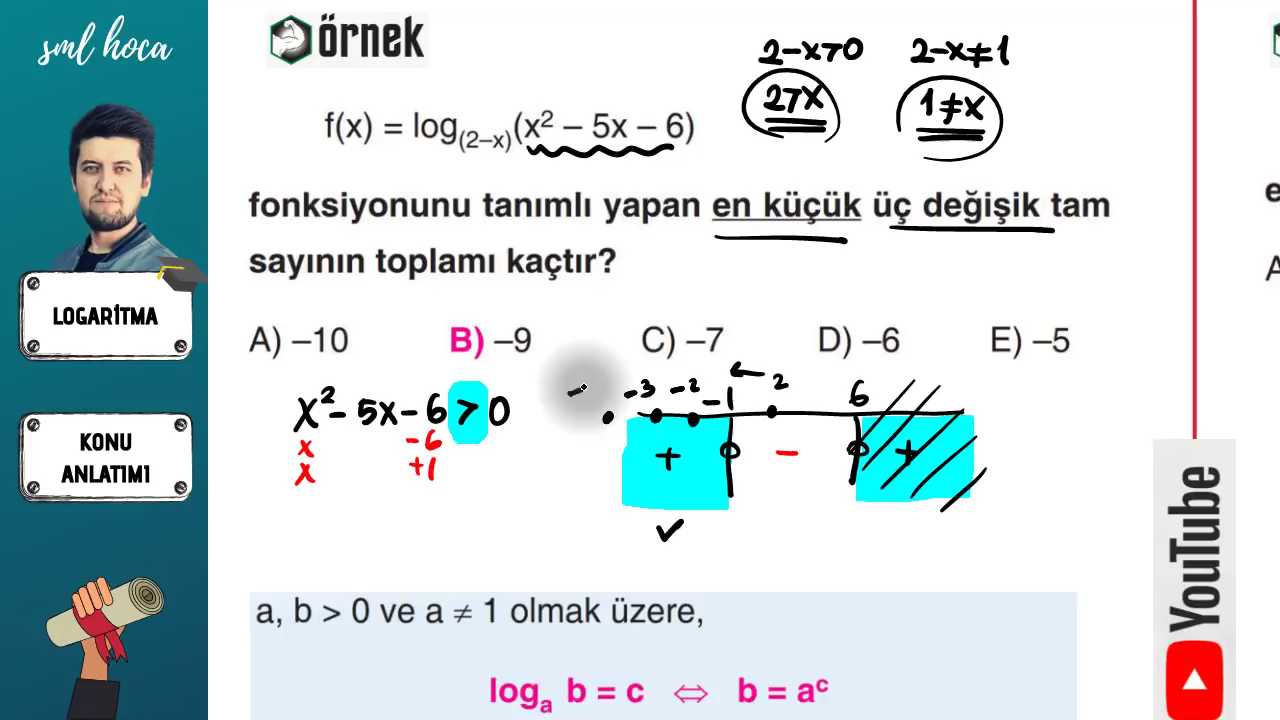 sml hoca
örnek
2-x>0 2-x≠1
2>x 1≠x
f(x) = log(2–x)(x² – 5x – 6)
fonksiyonunu tanımlı yapan en küçük üç değişik tam
sayının toplamı kaçtır?
LOGARİTMA
A) –10 B) –9 C) –7 D) –6 E) –5
x² - 5x - 6 > 0
-3 -2 -1 2 6
x -6
x +1
+ - +
KONU
ANLATIMI
YouTube
a, b > 0 ve a ≠ 1 olmak üzere,
logₐ b = c ⇔ b = aᶜ